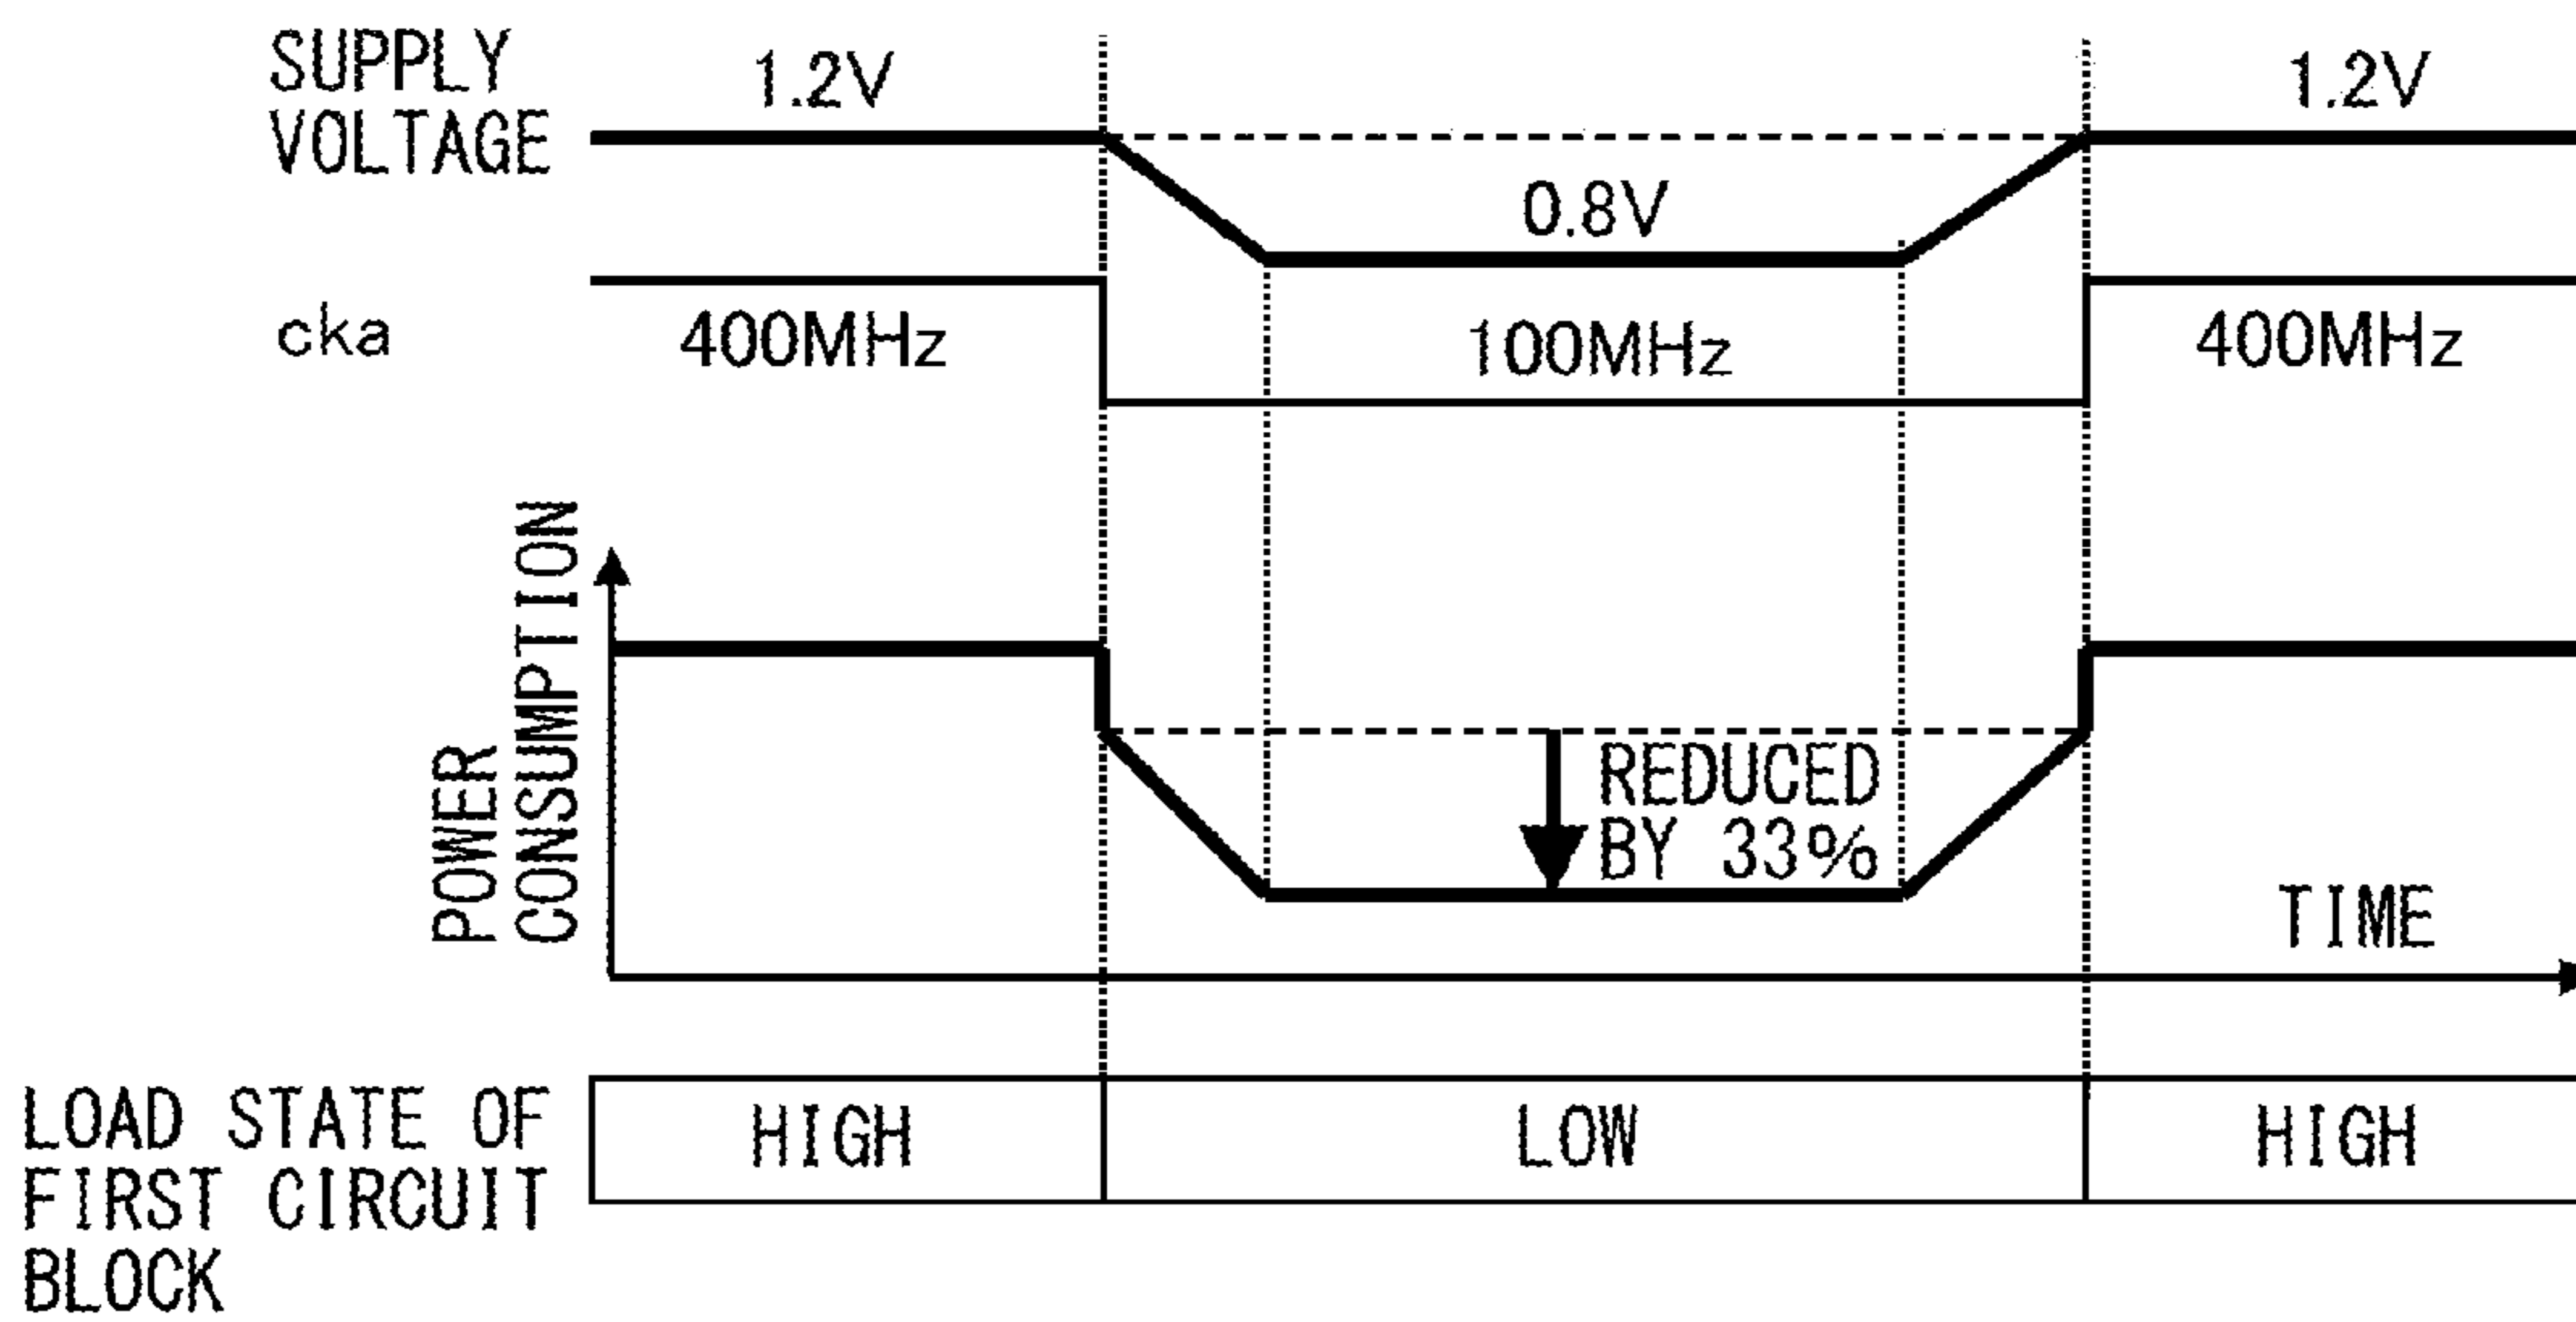 SUPPLY
VOLTAGE
1.2V
0.8V
1.2V
cka
400MHz
100MHz
400MHz
POWER
CONSUMPTION
REDUCED
BY 33%
TIME
LOAD STATE OF
FIRST CIRCUIT
BLOCK
HIGH
LOW
HIGH